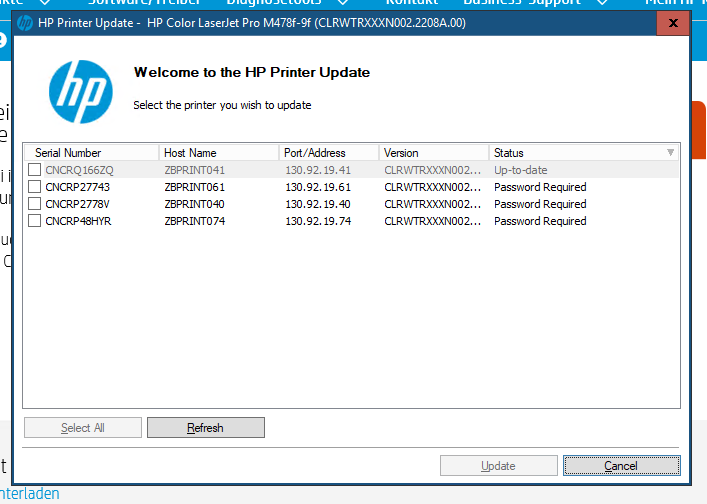 Software/Treiber Diagnosetools Kontakt Business-Support Mein HP
HP Printer Update - HP Color LaserJet Pro M478f-9f (CLRWTRXXXN002.2208A.00) X
hp
Welcome to the HP Printer Update
Select the printer you wish to update
Serial Number Host Name Port/Address Version Status
CNCRQ166ZQ ZBPRINT041 130.92.19.41 CLRWTRXXXN002... Up-to-date
CNCRP27743 ZBPRINT061 130.92.19.61 CLRWTRXXXN002... Password Required
CNCRP2778V ZBPRINT040 130.92.19.40 CLRWTRXXXN002... Password Required
CNCRP48HYR ZBPRINT074 130.92.19.74 CLRWTRXXXN002... Password Required
Select All Refresh
Update Cancel
nterladen